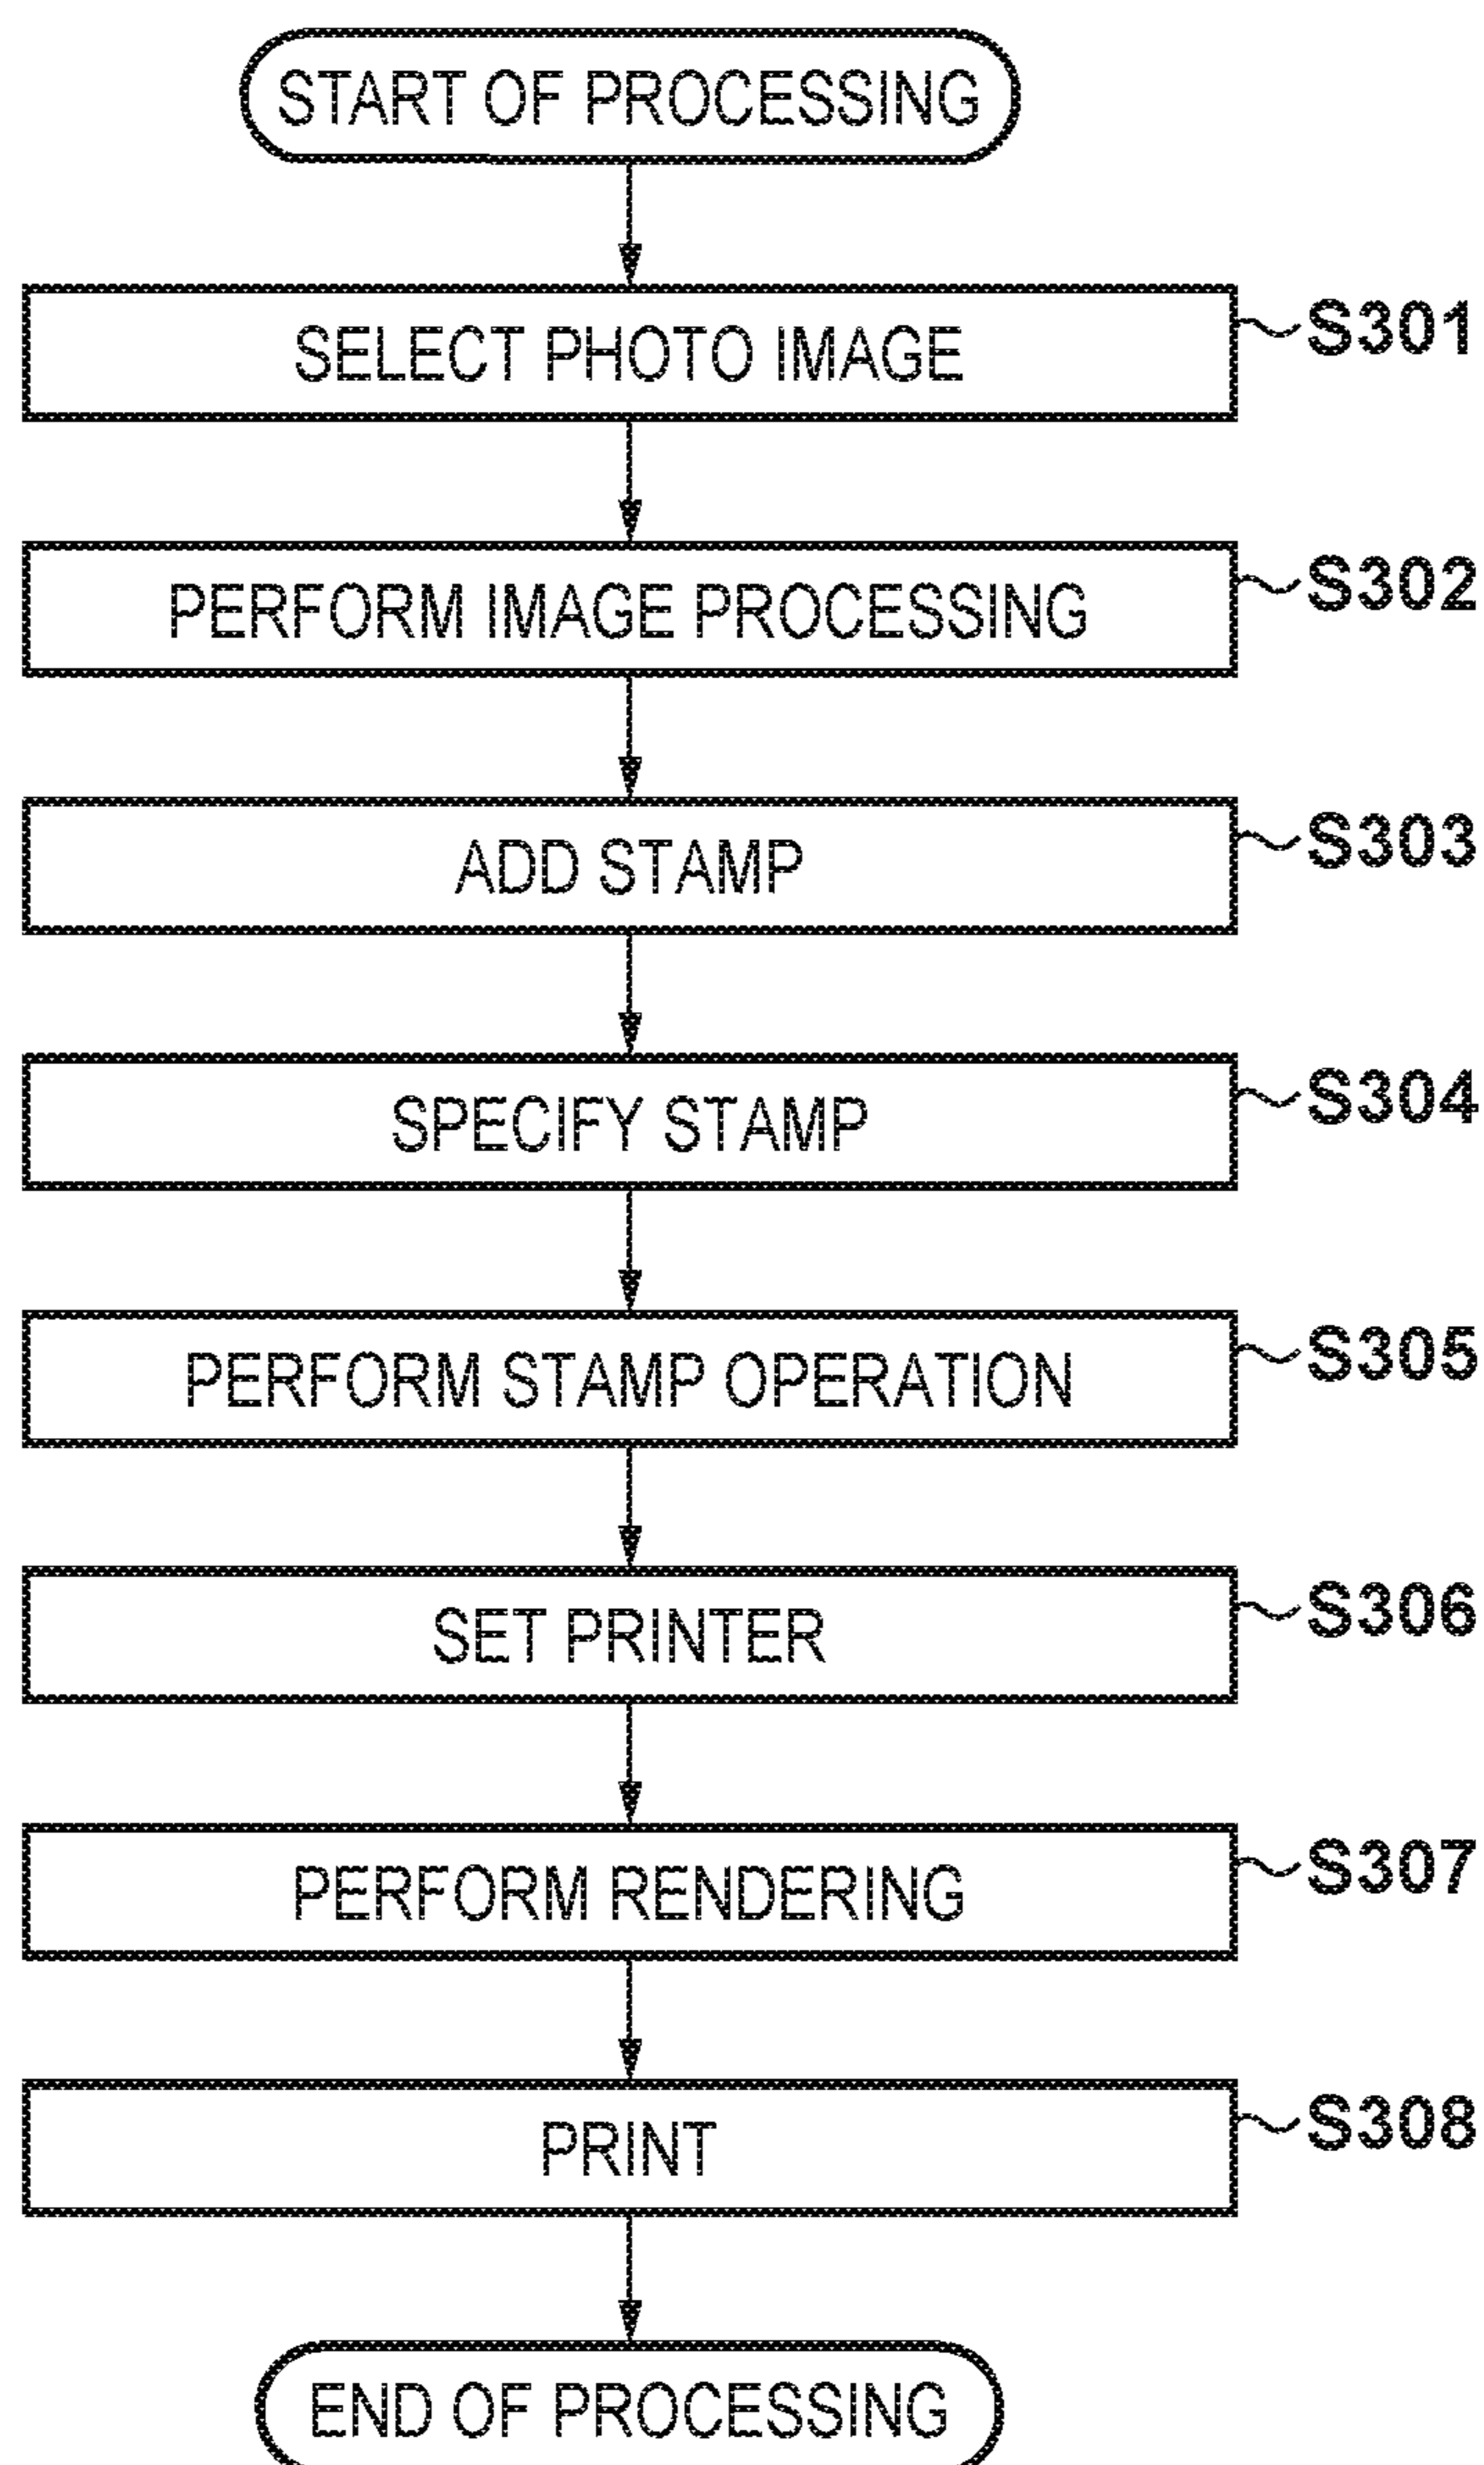 START OF PROCESSING
SELECT PHOTO IMAGE
S301
PERFORM IMAGE PROCESSING
S302
ADD STAMP
S303
SPECIFY STAMP
S304
PERFORM STAMP OPERATION
S305
SET PRINTER
S306
PERFORM RENDERING
S307
PRINT
S308
END OF PROCESSING